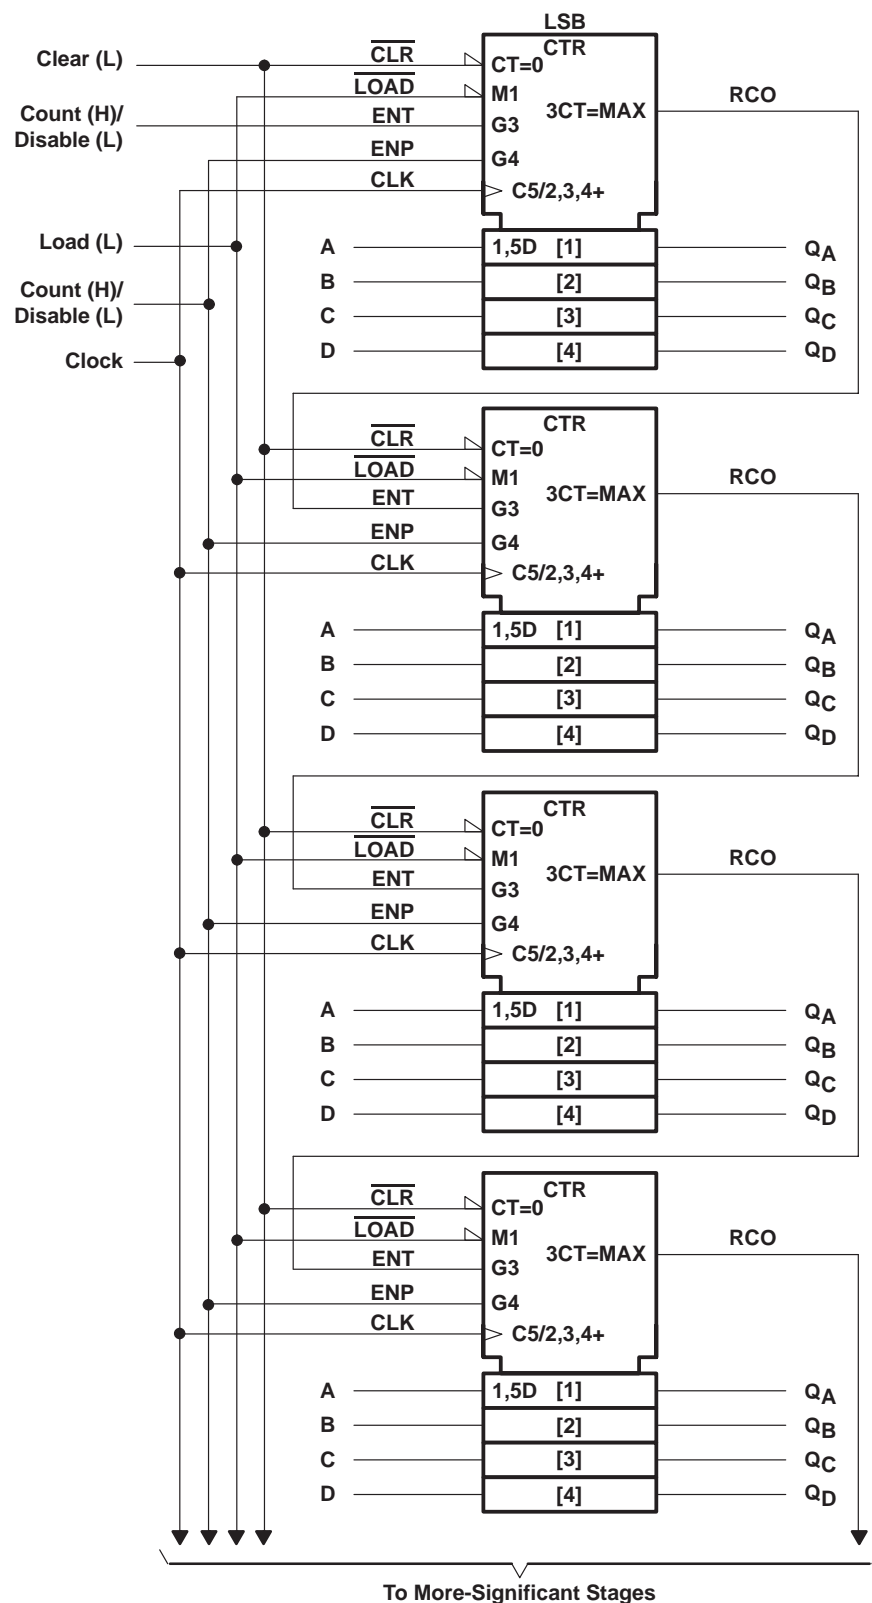 LSB
Clear (L)
CLR
CTR
CT=0
LOAD
M1
RCO
Count (H)/
Disable (L)
ENT
G3
3CT=MAX
ENP
G4
CLK
C5/2,3,4+
Load (L)
A
1,5D [1]
QA
Count (H)/
Disable (L)
B
[2]
QB
C
[3]
QC
Clock
D
[4]
QD
CTR
CLR
CT=0
LOAD
M1
RCO
ENT
G3
3CT=MAX
ENP
G4
CLK
C5/2,3,4+
A
1,5D [1]
QA
B
[2]
QB
C
[3]
QC
D
[4]
QD
CTR
CLR
CT=0
LOAD
M1
RCO
ENT
G3
3CT=MAX
ENP
G4
CLK
C5/2,3,4+
A
1,5D [1]
QA
B
[2]
QB
C
[3]
QC
D
[4]
QD
CTR
CLR
CT=0
LOAD
M1
RCO
ENT
G3
3CT=MAX
ENP
G4
CLK
C5/2,3,4+
A
1,5D [1]
QA
B
[2]
QB
C
[3]
QC
D
[4]
QD
To More-Significant Stages